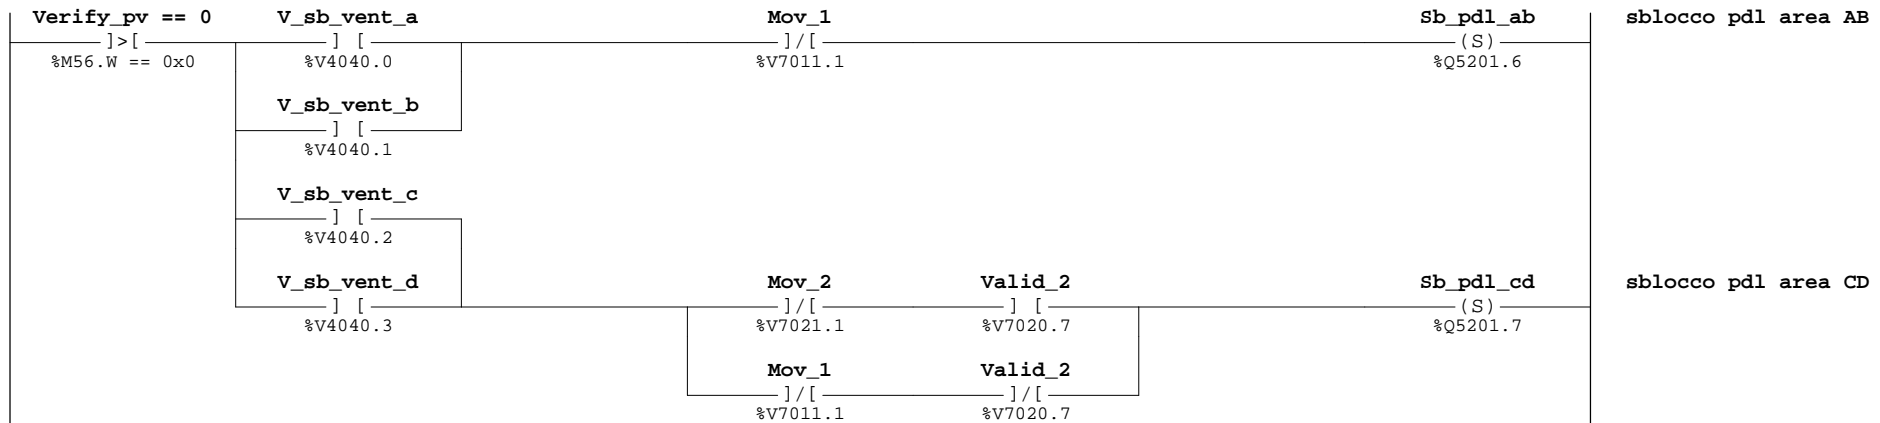 Verify_pv == 0 V_sb_vent_a Mov_1 Sb_pdl_ab sblocco pdl area AB
]>[ ] [ ]/[ (S)
%M56.W == 0x0 %V4040.0 %V7011.1 %Q5201.6
V_sb_vent_b
] [
%V4040.1
V_sb_vent_c
] [
%V4040.2
V_sb_vent_d Mov_2 Valid_2 Sb_pdl_cd sblocco pdl area CD
] [ ]/[ ] [ (S)
%V4040.3 %V7021.1 %V7020.7 %Q5201.7
Mov_1 Valid_2
]/[ ]/[
%V7011.1 %V7020.7